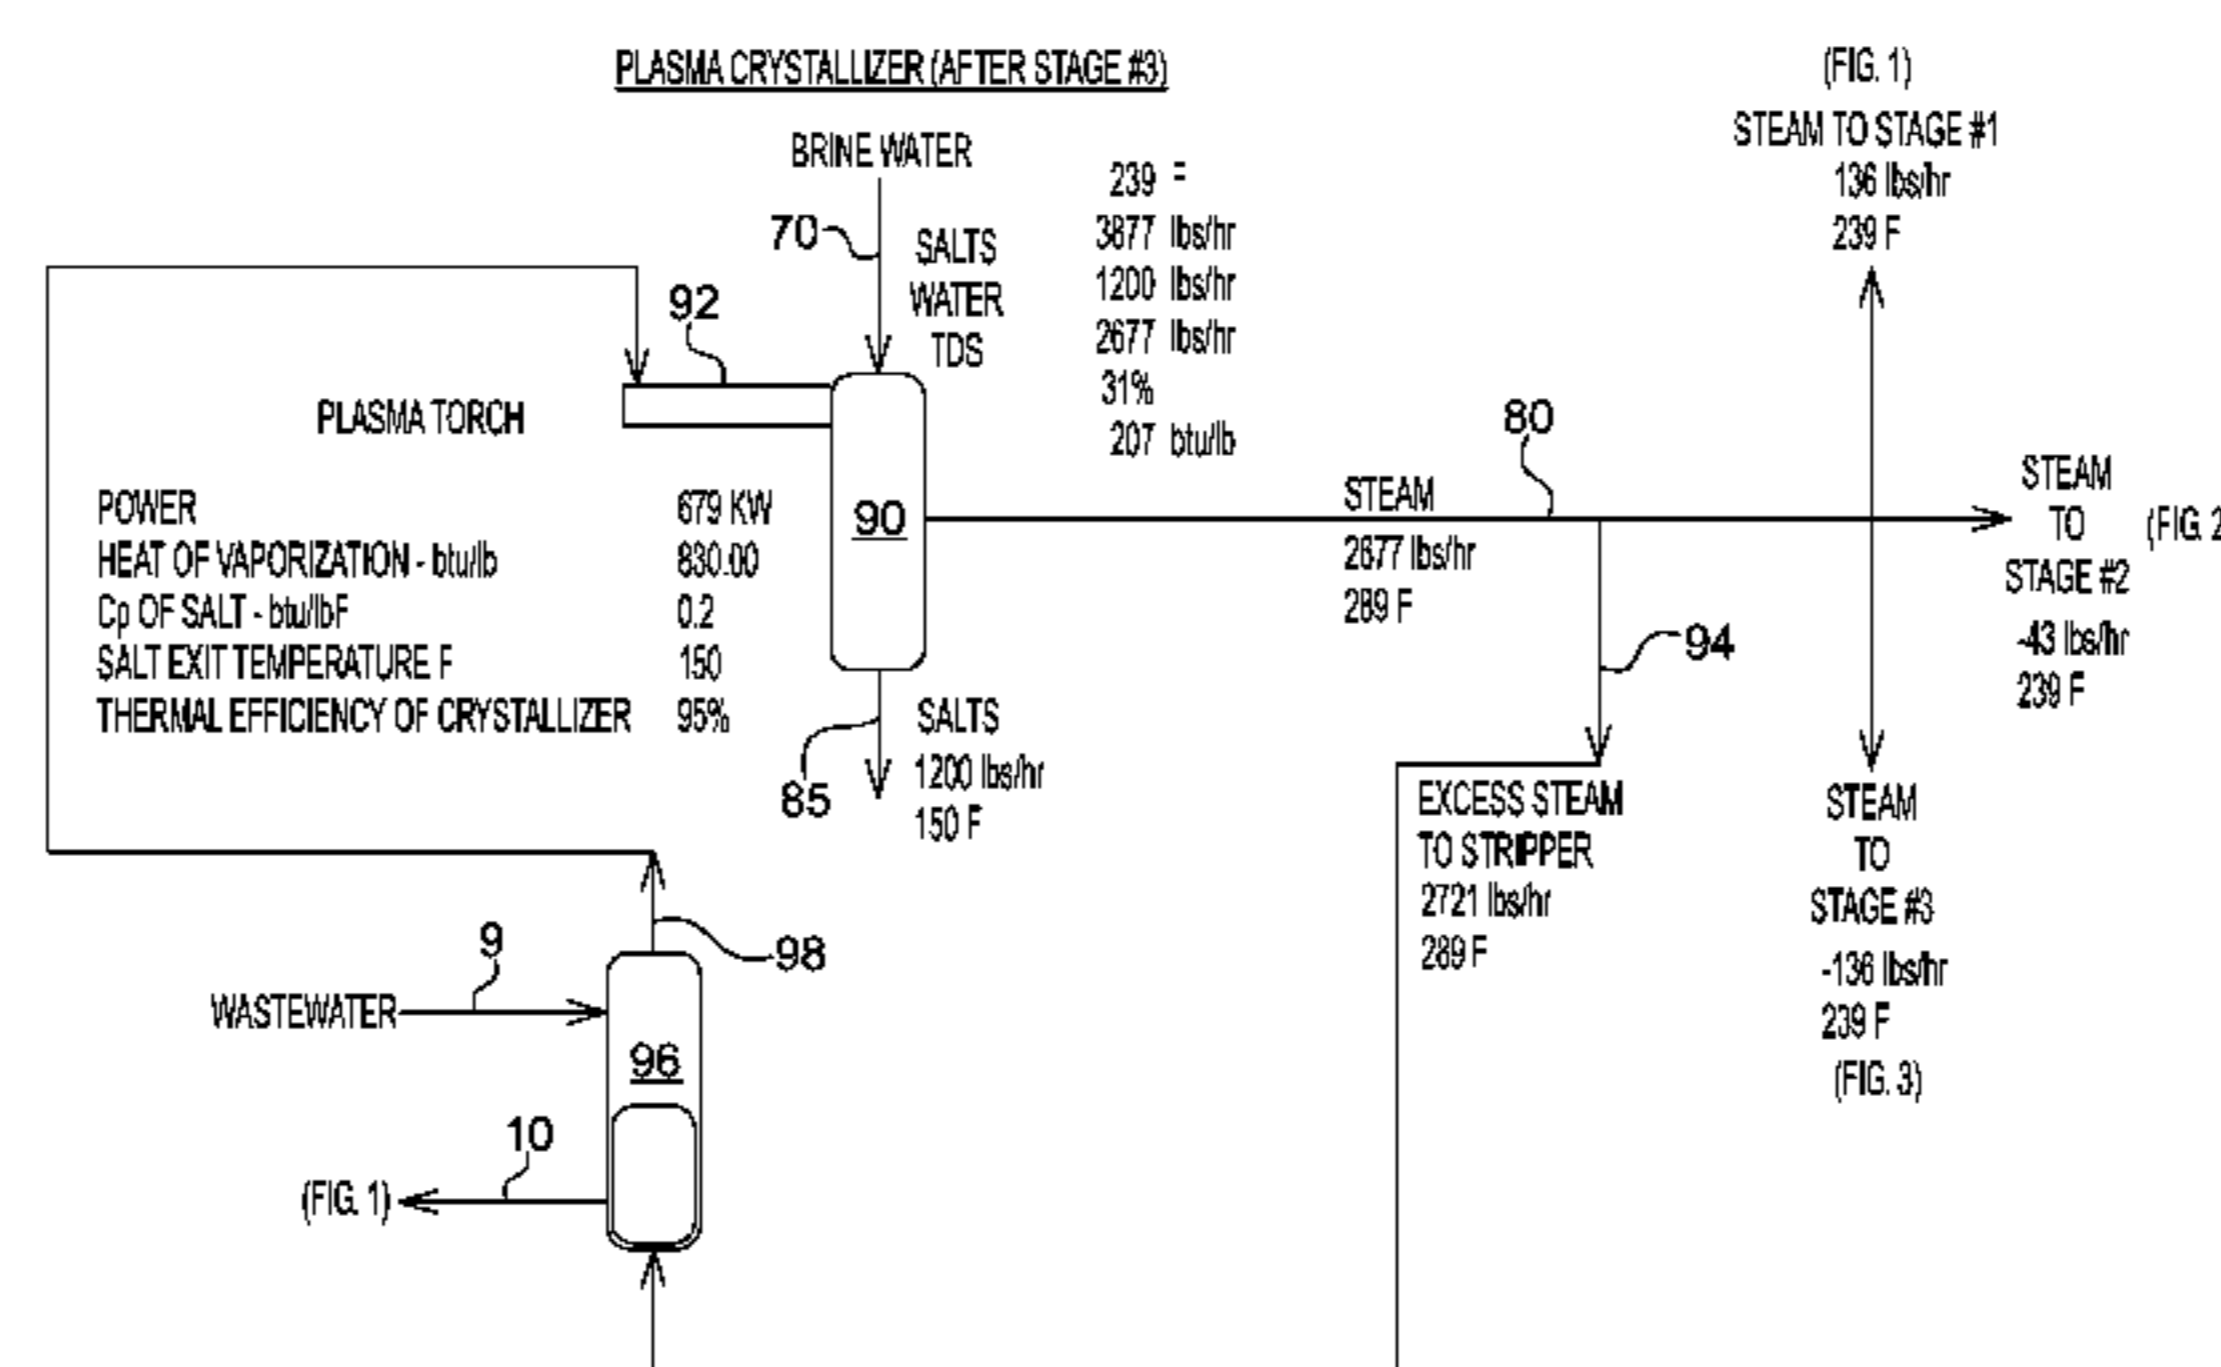 PLASMA CRYSTALLIZER (AFTER STAGE #3)
BRINE WATER
70
SALTS
WATER
TDS
239 F
3877 lbs/hr
1200 lbs/hr
2677 lbs/hr
31%
207 btu/lb
92
PLASMA TORCH
POWER 679 KW
HEAT OF VAPORIZATION - btu/lb 830.00
Cp OF SALT - btu/lbF 0.2
SALT EXIT TEMPERATURE F 150
THERMAL EFFICIENCY OF CRYSTALLIZER 95%
90
85
SALTS
1200 lbs/hr
150 F
STEAM
2677 lbs/hr
289 F
80
94
(FIG. 1)
STEAM TO STAGE #1
136 lbs/hr
239 F
STEAM
TO (FIG. 2
STAGE #2
-43 lbs/hr
239 F
EXCESS STEAM
TO STRIPPER
2721 lbs/hr
289 F
STEAM
TO
STAGE #3
-136 lbs/hr
239 F
(FIG. 3)
98
9
WASTEWATER
96
10
(FIG. 1)